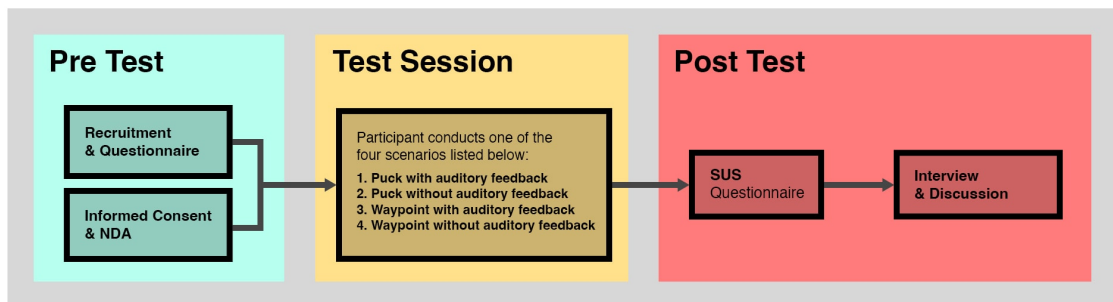 Pre Test
Recruitment
& Questionnaire
Informed Consent
& NDA
Test Session
Participant conducts one of the
four scenarios listed below:
1. Puck with auditory feedback
2. Puck without auditory feedback
3. Waypoint with auditory feedback
4. Waypoint without auditory feedback
Post Test
SUS
Questionnaire
Interview
& Discussion